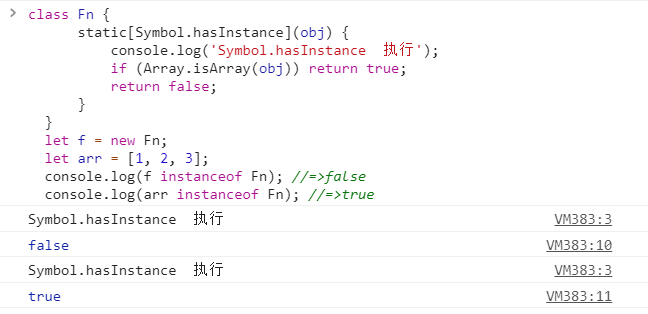 > class Fn {
static[Symbol.hasInstance](obj) {
console.log('Symbol.hasInstance  执行');
if (Array.isArray(obj)) return true;
return false;
}
}
let f = new Fn;
let arr = [1, 2, 3];
console.log(f instanceof Fn); //=>false
console.log(arr instanceof Fn); //=>true
Symbol.hasInstance  执行 VM383:3
false VM383:10
Symbol.hasInstance  执行 VM383:3
true VM383:11